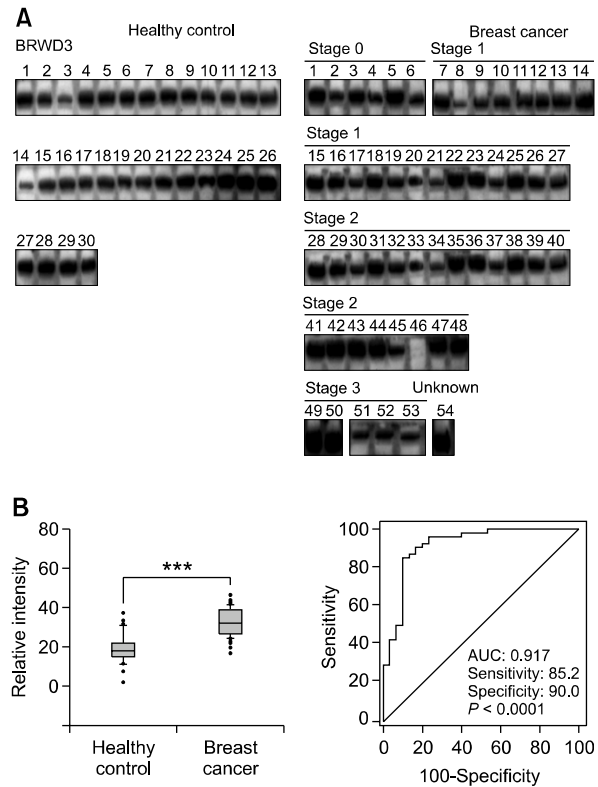 A
Healthy control
BRWD3
1 2 3 4 5 6 7 8 9 10 11 12 13
14 15 16 17 18 19 20 21 22 23 24 25 26
27 28 29 30
Breast cancer
Stage 0 Stage 1
1 2 3 4 5 6 7 8 9 10 11 12 13 14
Stage 1
15 16 17 18 19 20 21 22 23 24 25 26 27
Stage 2
28 29 30 31 32 33 34 35 36 37 38 39 40
Stage 2
41 42 43 44 45 46 47 48
Stage 3 Unknown
49 50 51 52 53 54
B
Relative intensity
80
60
40
20
0
***
Healthy control
Breast cancer
Sensitivity
100
80
60
40
20
0
AUC: 0.917
Sensitivity: 85.2
Specificity: 90.0
P < 0.0001
0 20 40 60 80 100
100-Specificity